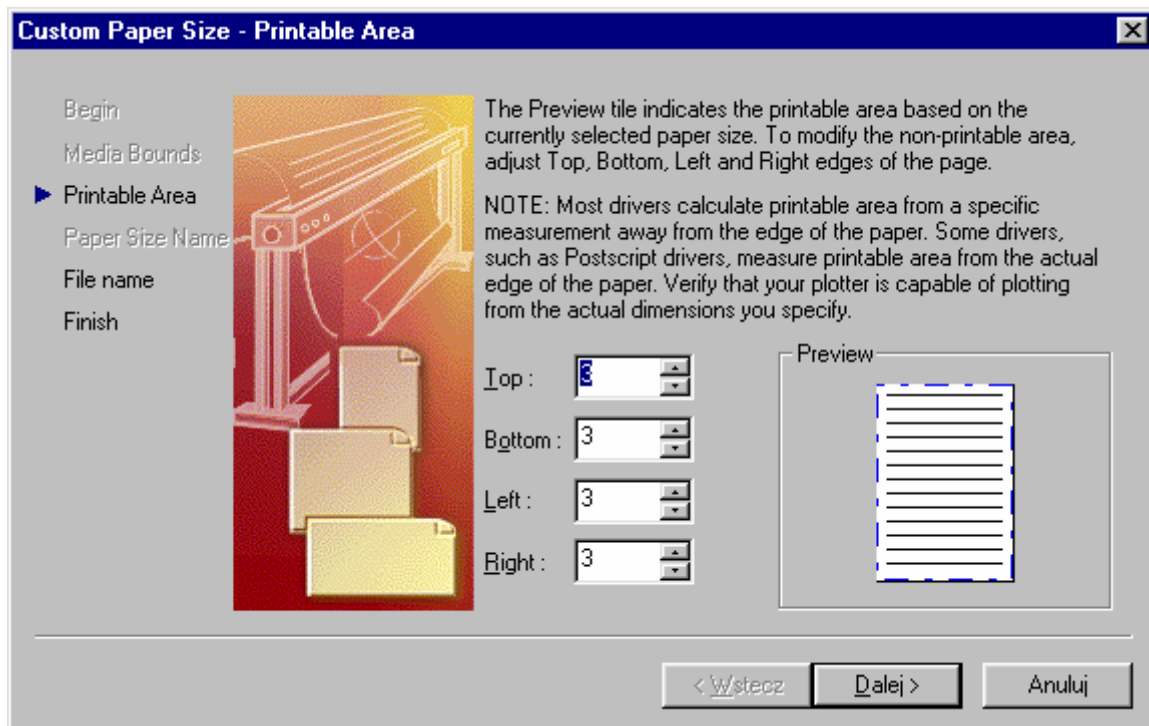 Custom Paper Size - Printable Area
Begin
Media Bounds
Printable Area
Paper Size Name
File name
Finish
The Preview tile indicates the printable area based on the
currently selected paper size. To modify the non-printable area,
adjust Top, Bottom, Left and Right edges of the page.
NOTE: Most drivers calculate printable area from a specific
measurement away from the edge of the paper. Some drivers,
such as Postscript drivers, measure printable area from the actual
edge of the paper. Verify that your plotter is capable of plotting
from the actual dimensions you specify.
Top : 3
Bottom : 3
Left : 3
Right : 3
Preview
< Wstecz
Dalej >
Anuluj